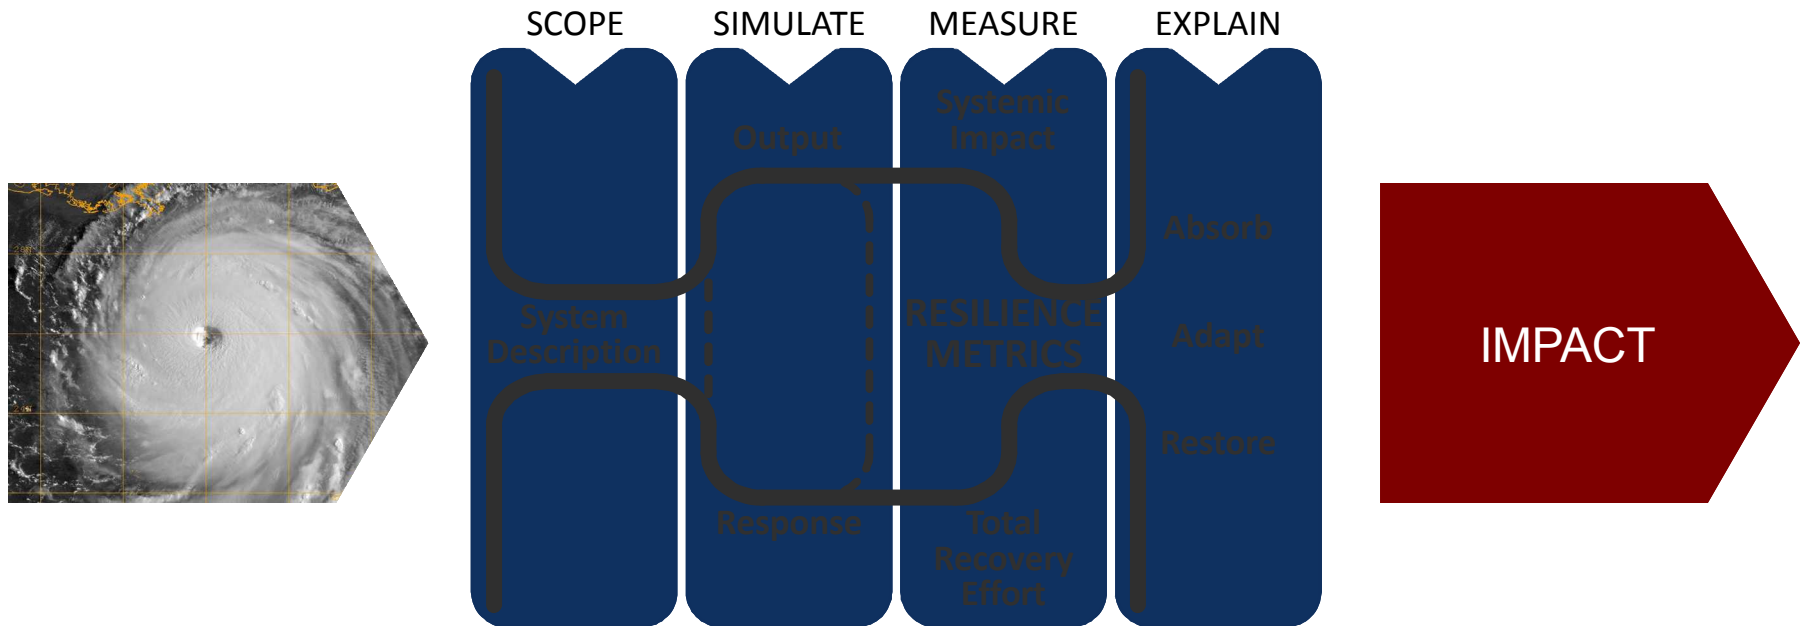 SCOPE
SIMULATE
MEASURE
EXPLAIN
System
Description
Output
Response
Systemic
Impact
RESILIENCE
METRICS
Total
Recovery
Effort
Absorb
Adapt
Restore
IMPACT